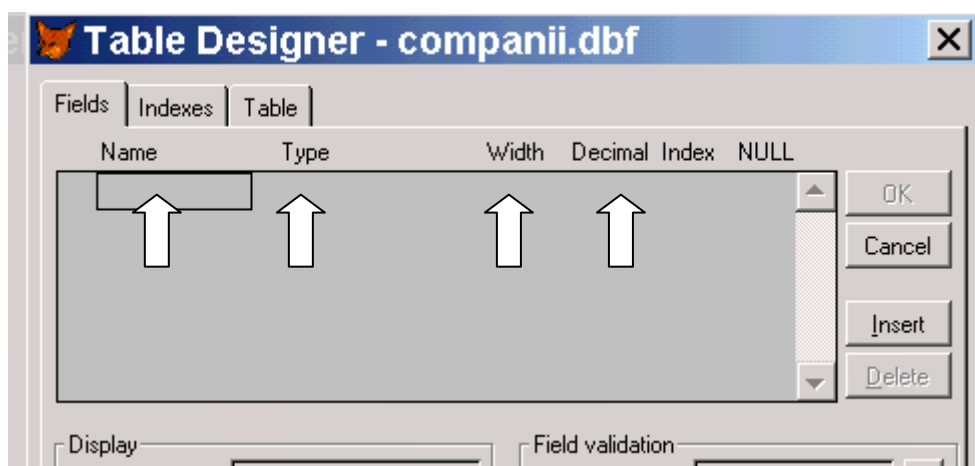 Table Designer - companii.dbf
Fields Indexes Table
Name Type Width Decimal Index NULL
OK
Cancel
Insert
Delete
Display Field validation